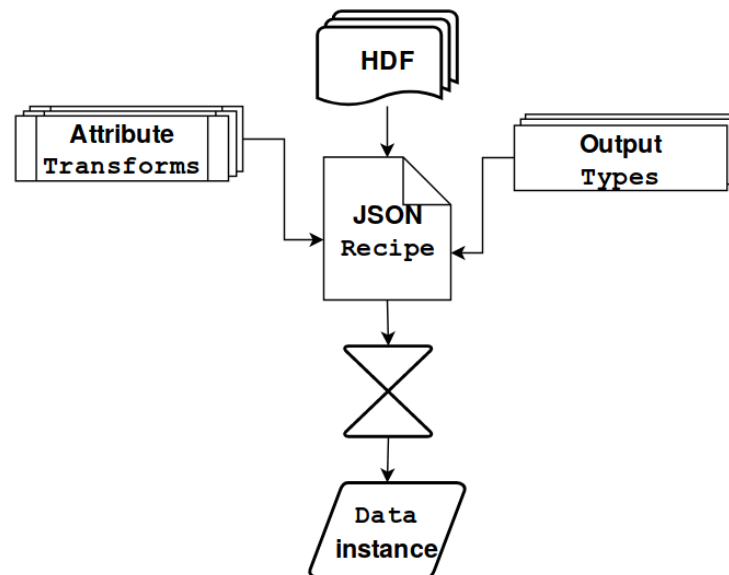 HDF
Attribute
Transforms
Output
Types
JSON
Recipe
Data
instance